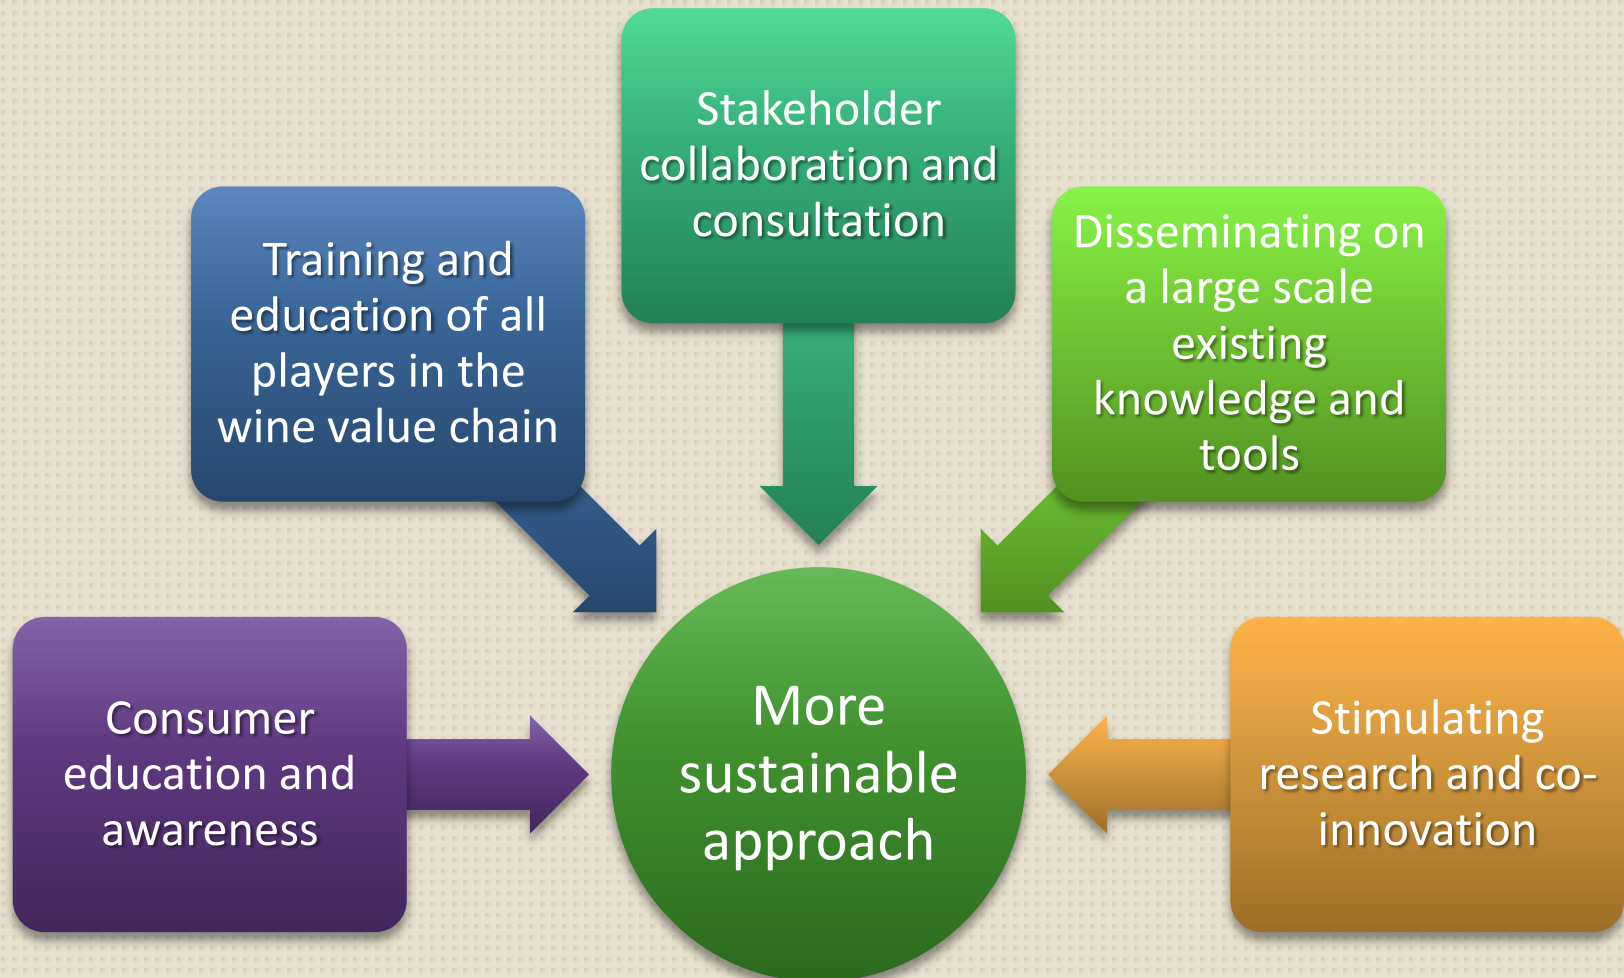 Stakeholder
collaboration and
consultation
Training and
education of all
players in the
wine value chain
Disseminating on
a large scale
existing
knowledge and
tools
Consumer
education and
awareness
More
sustainable
approach
Stimulating
research and co-
innovation